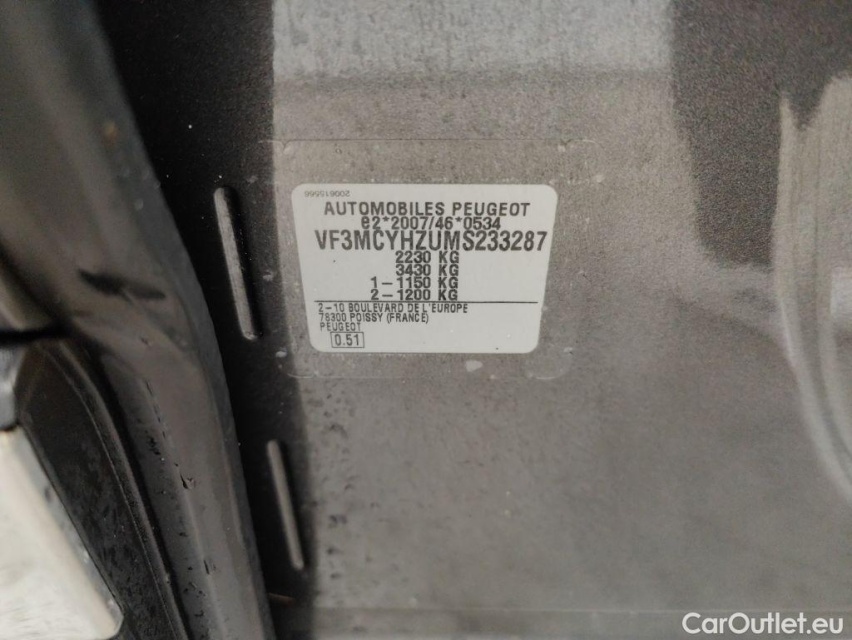 200615566
AUTOMOBILES PEUGEOT
e2*2007/46*0534
VF3MCYHZUMS233287
2230 KG
3430 KG
1-1150 KG
2-1200 KG
2-10 BOULEVARD DE L'EUROPE
78300 POISSY (FRANCE)
PEUGEOT
0.51
CarOutlet.eu